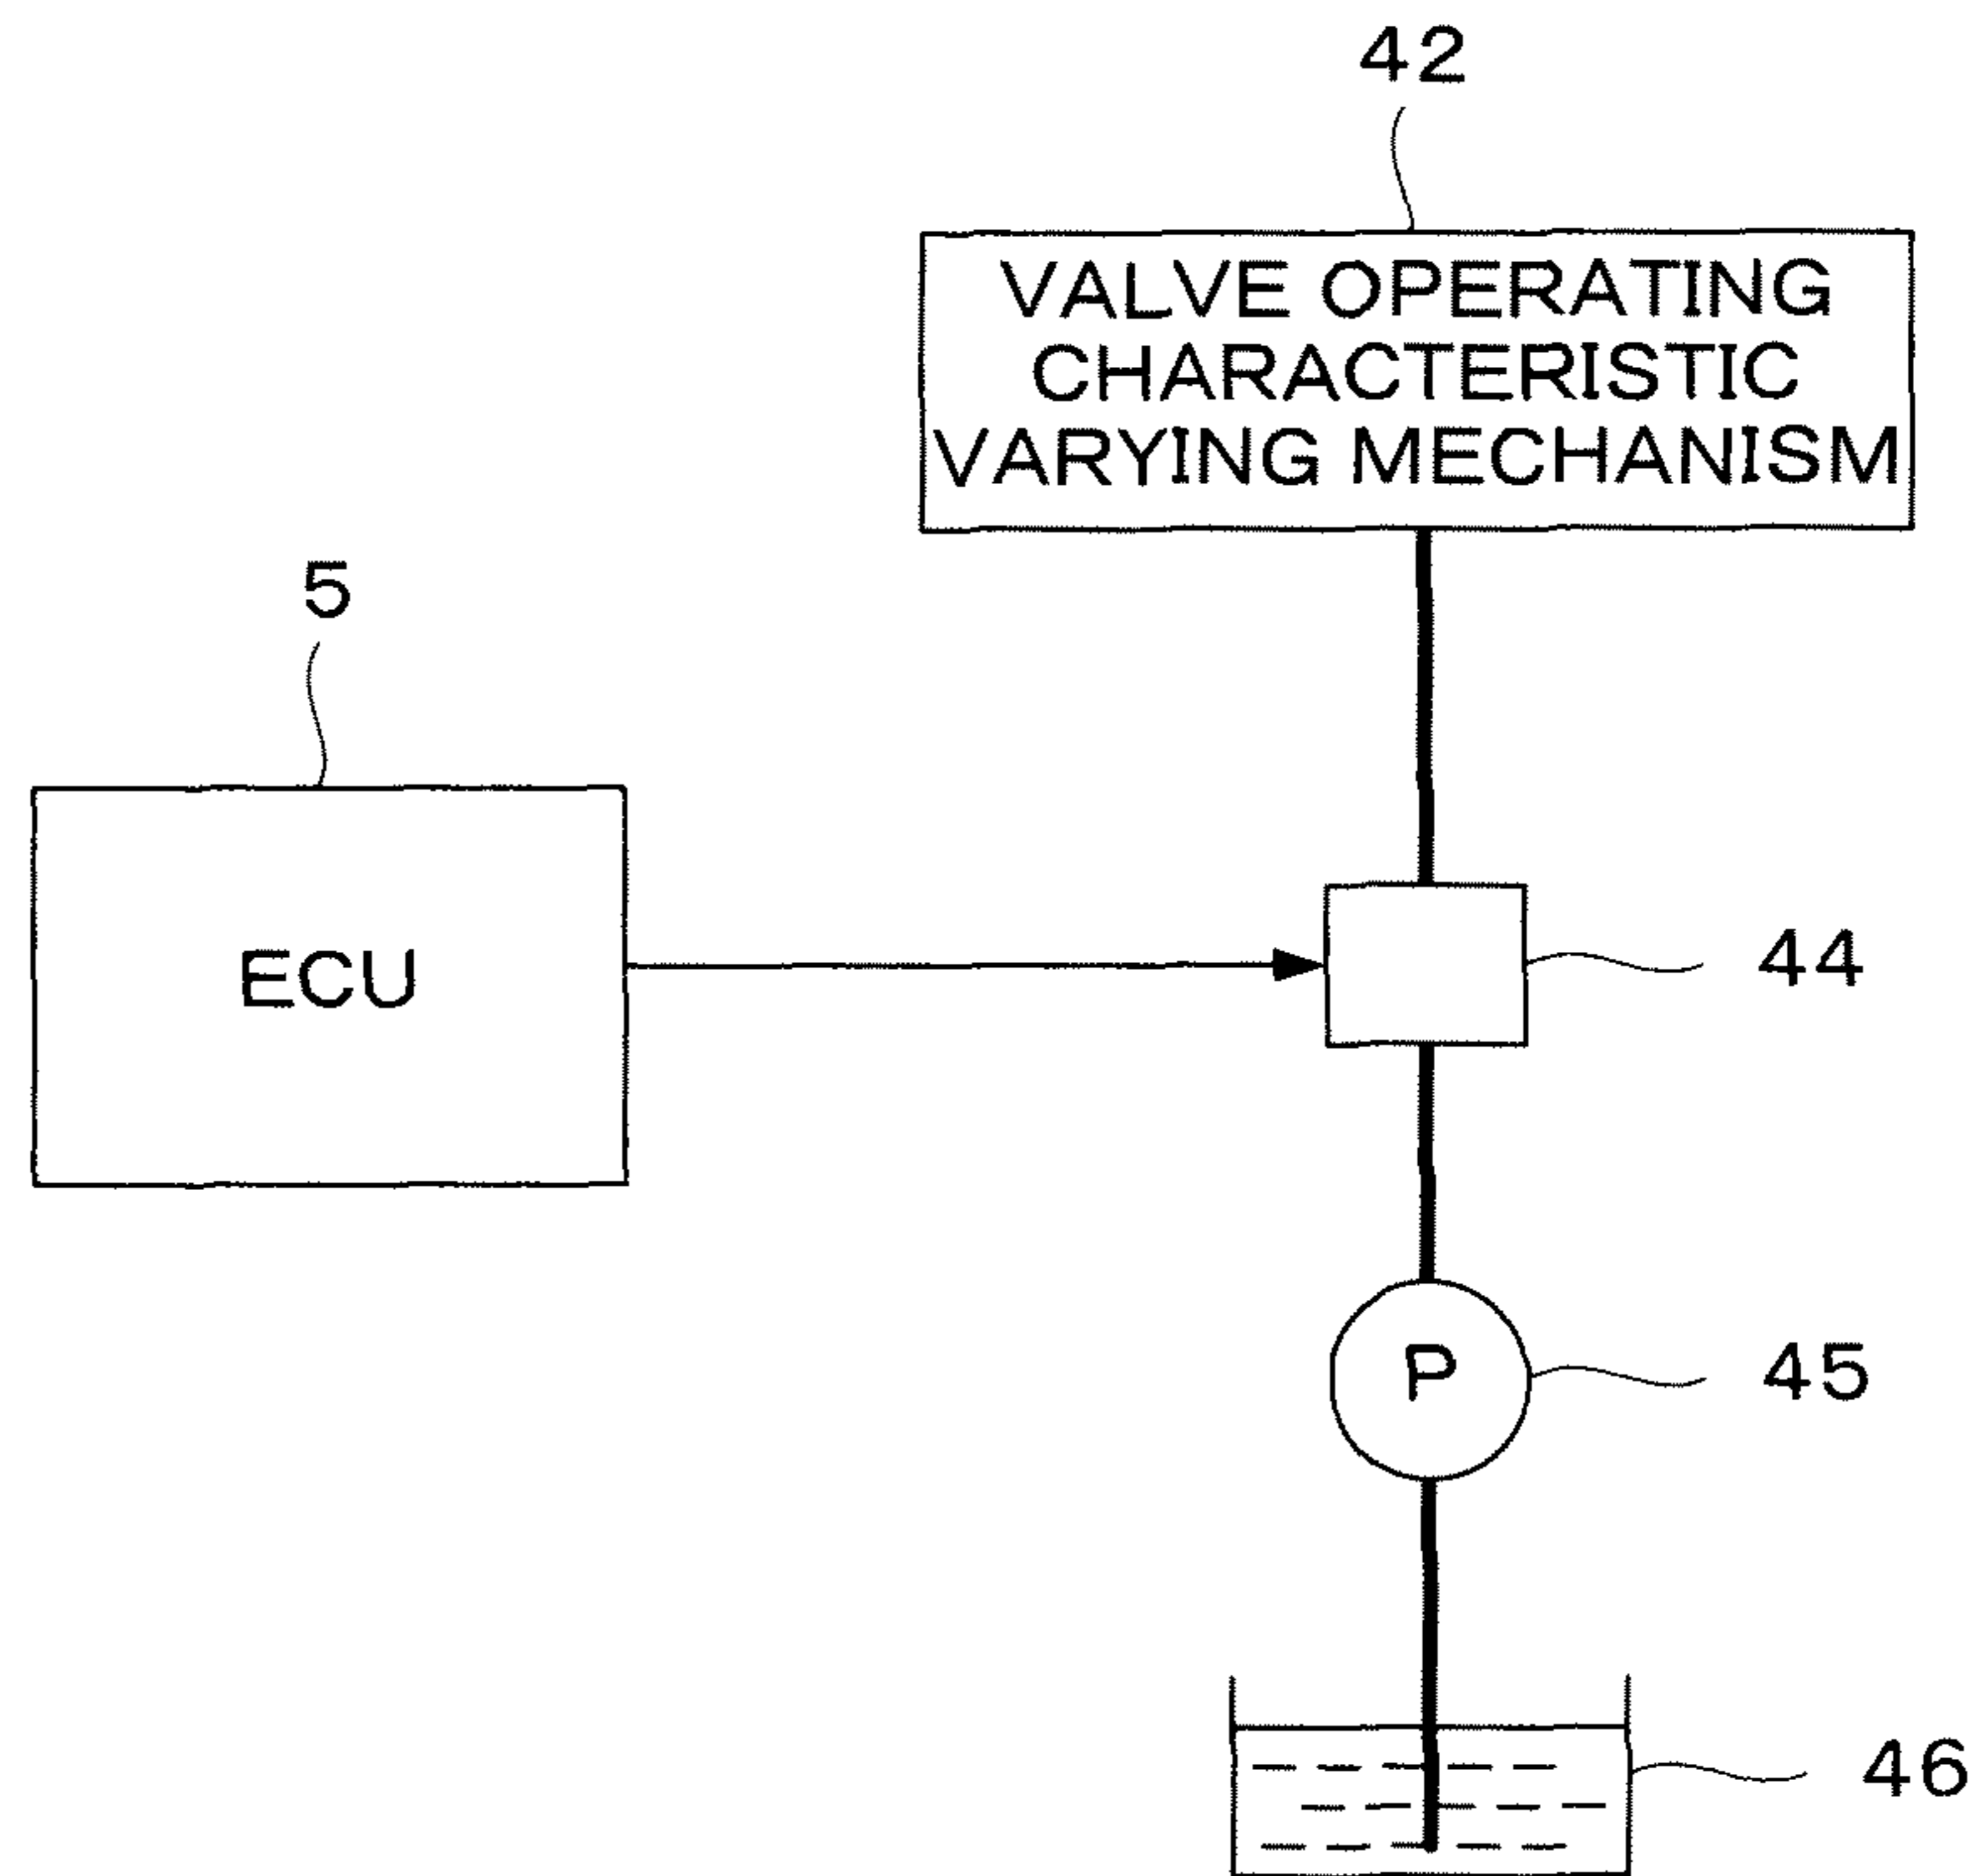 42
VALVE OPERATING
CHARACTERISTIC
VARYING MECHANISM
5
ECU
44
P
45
46